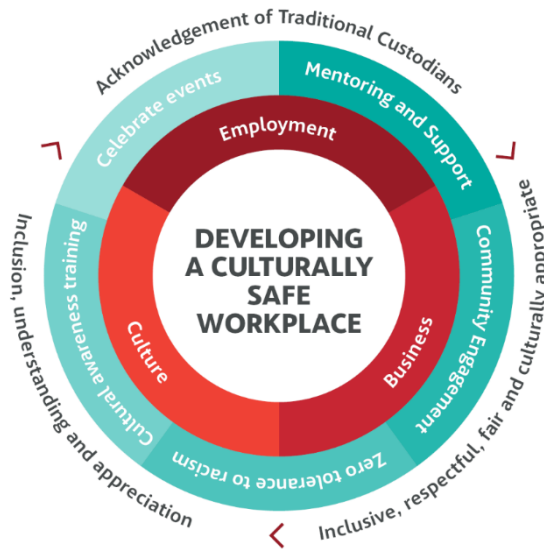 Acknowledgement of Traditional Custodians
Inclusive, respectful, fair and culturally appropriate
Inclusion, understanding and appreciation
Celebrate events
Mentoring and Support
Community Engagement
Zero tolerance to racism
Cultural awareness training
Employment
Business
Culture
DEVELOPING
A CULTURALLY
SAFE
WORKPLACE